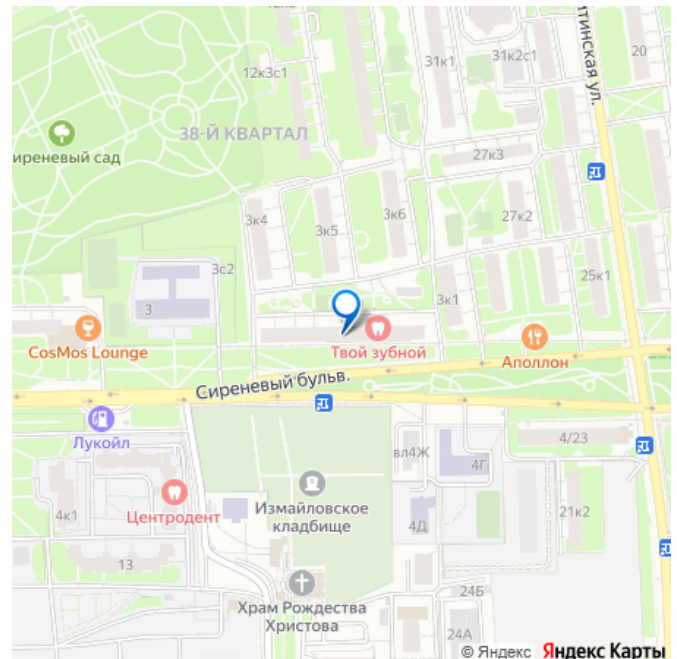 12к3с1
31к1
31к2с1
20
38-Й КВАРТАЛ
иреневый сад
27к3
тинская ул.
3к4
3к5
3к6
27к2
3с2
3
3к1
25к1
CosMos Lounge
Твой зубной
Аполлон
Сиреневый бульв.
Лукойл
вл4Ж
4Г
4/23
Измайловское
кладбище
Центродент
4к1
4Д
21к2
13
24Б
Храм Рождества
Христова
24А
© Яндекс Яндекс Карты